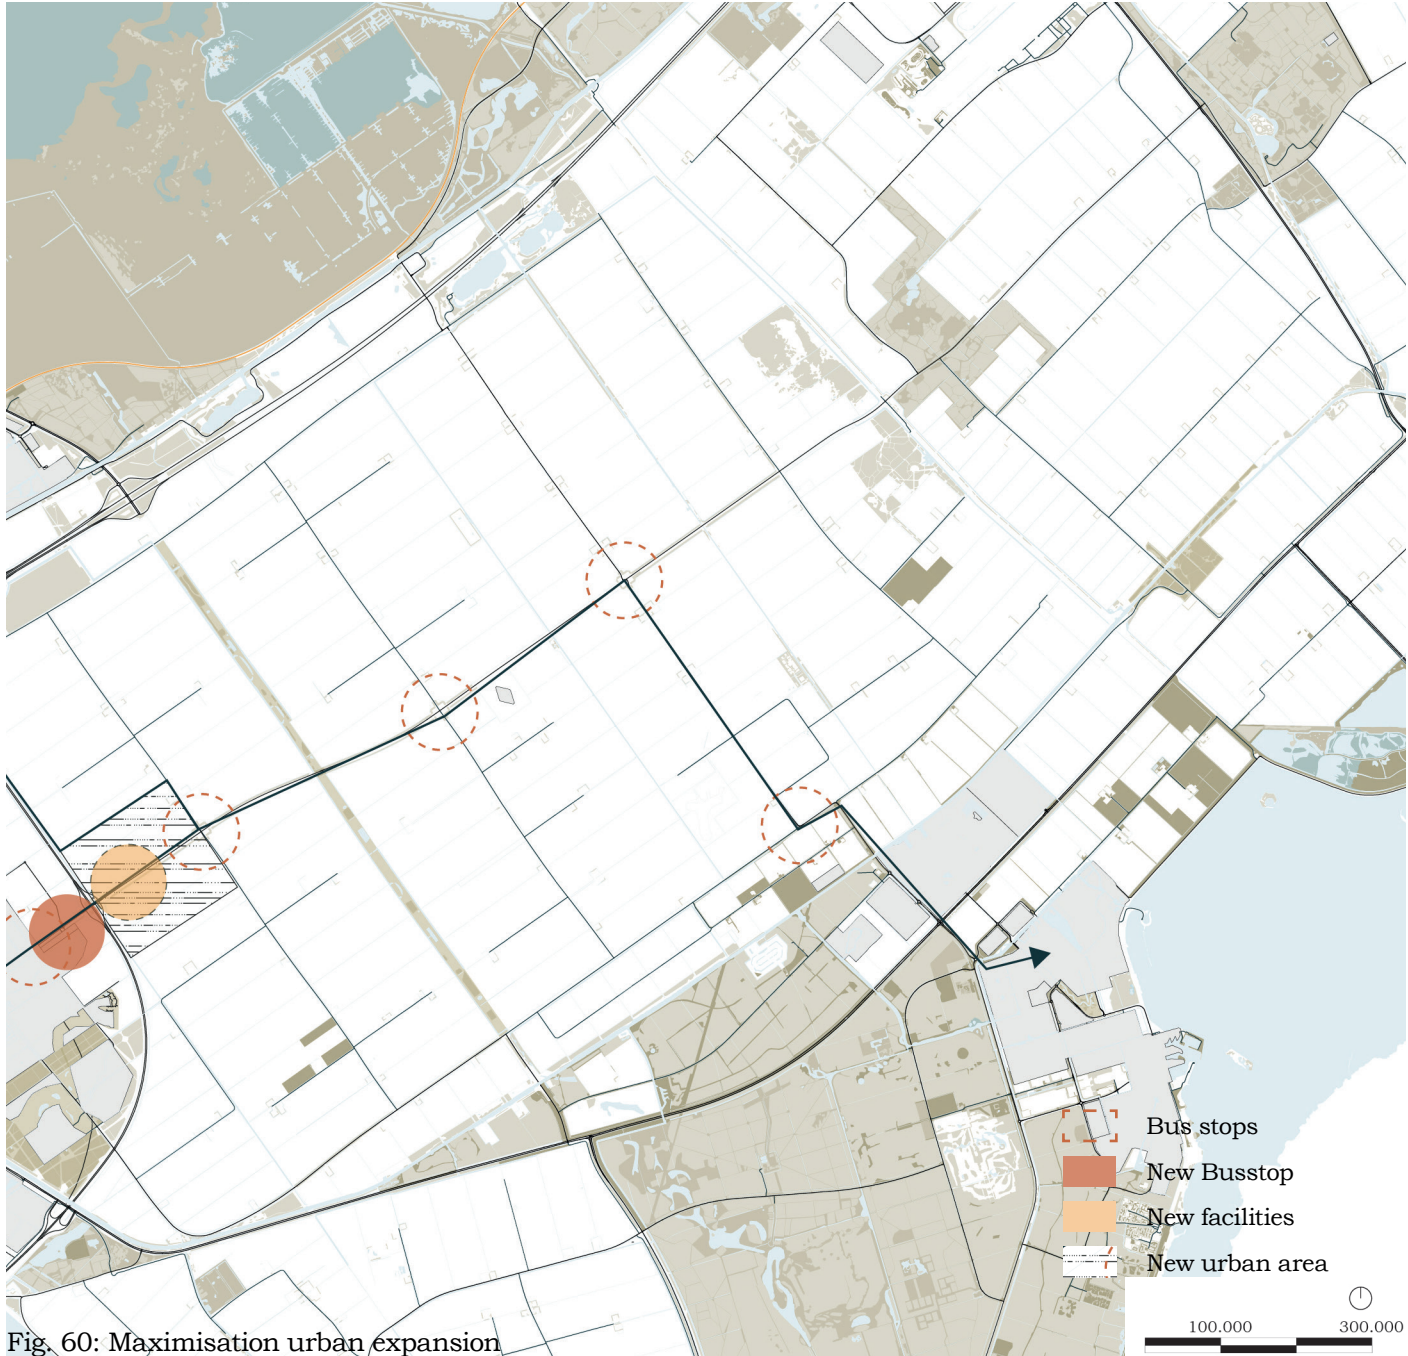 Bus stops
New Busstop
New facilities
New urban area
100.000 300.000
Fig. 60: Maximisation urban expansion